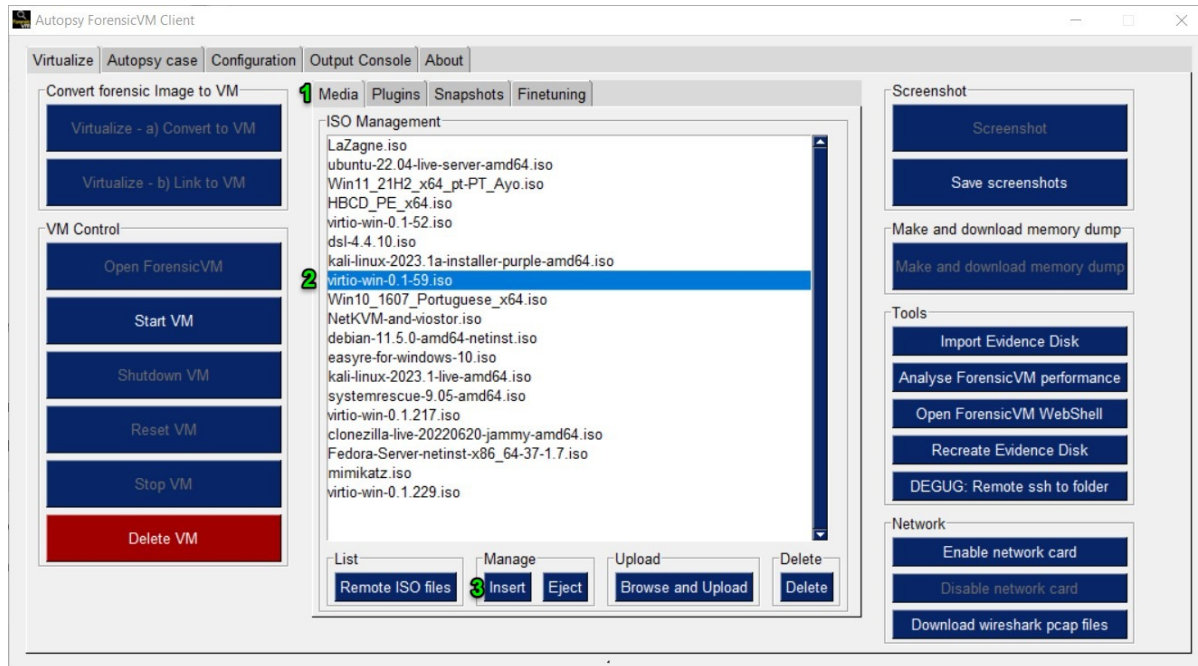 Autopsy ForensicVM Client
Virtualize Autopsy case Configuration Output Console About
Convert forensic Image to VM
Virtualize - a) Convert to VM
Virtualize - b) Link to VM
VM Control
Open ForensicVM
Start VM
Shutdown VM
Reset VM
Stop VM
Delete VM
1 Media Plugins Snapshots Finetuning
ISO Management
LaZagne.iso
ubuntu-22.04-live-server-amd64.iso
Win11_21H2_x64_pt-PT_Ayo.iso
HBCD_PE_x64.iso
virtio-win-0.1-52.iso
dsl-4.4.10.iso
kali-linux-2023.1a-installer-purple-amd64.iso
2 virtio-win-0.1-59.iso
Win10_1607_Portuguese_x64.iso
NetKVM-and-viostor.iso
debian-11.5.0-amd64-netinst.iso
easyre-for-windows-10.iso
kali-linux-2023.1-live-amd64.iso
systemrescue-9.05-amd64.iso
virtio-win-0.1.217.iso
clonezilla-live-20220620-jammy-amd64.iso
Fedora-Server-netinst-x86_64-37-1.7.iso
mimikatz.iso
virtio-win-0.1.229.iso
List
Remote ISO files
Manage
3 Insert Eject
Upload
Browse and Upload
Delete
Delete
Screenshot
Screenshot
Save screenshots
Make and download memory dump
Make and download memory dump
Tools
Import Evidence Disk
Analyse ForensicVM performance
Open ForensicVM WebShell
Recreate Evidence Disk
DEGUG: Remote ssh to folder
Network
Enable network card
Disable network card
Download wireshark pcap files